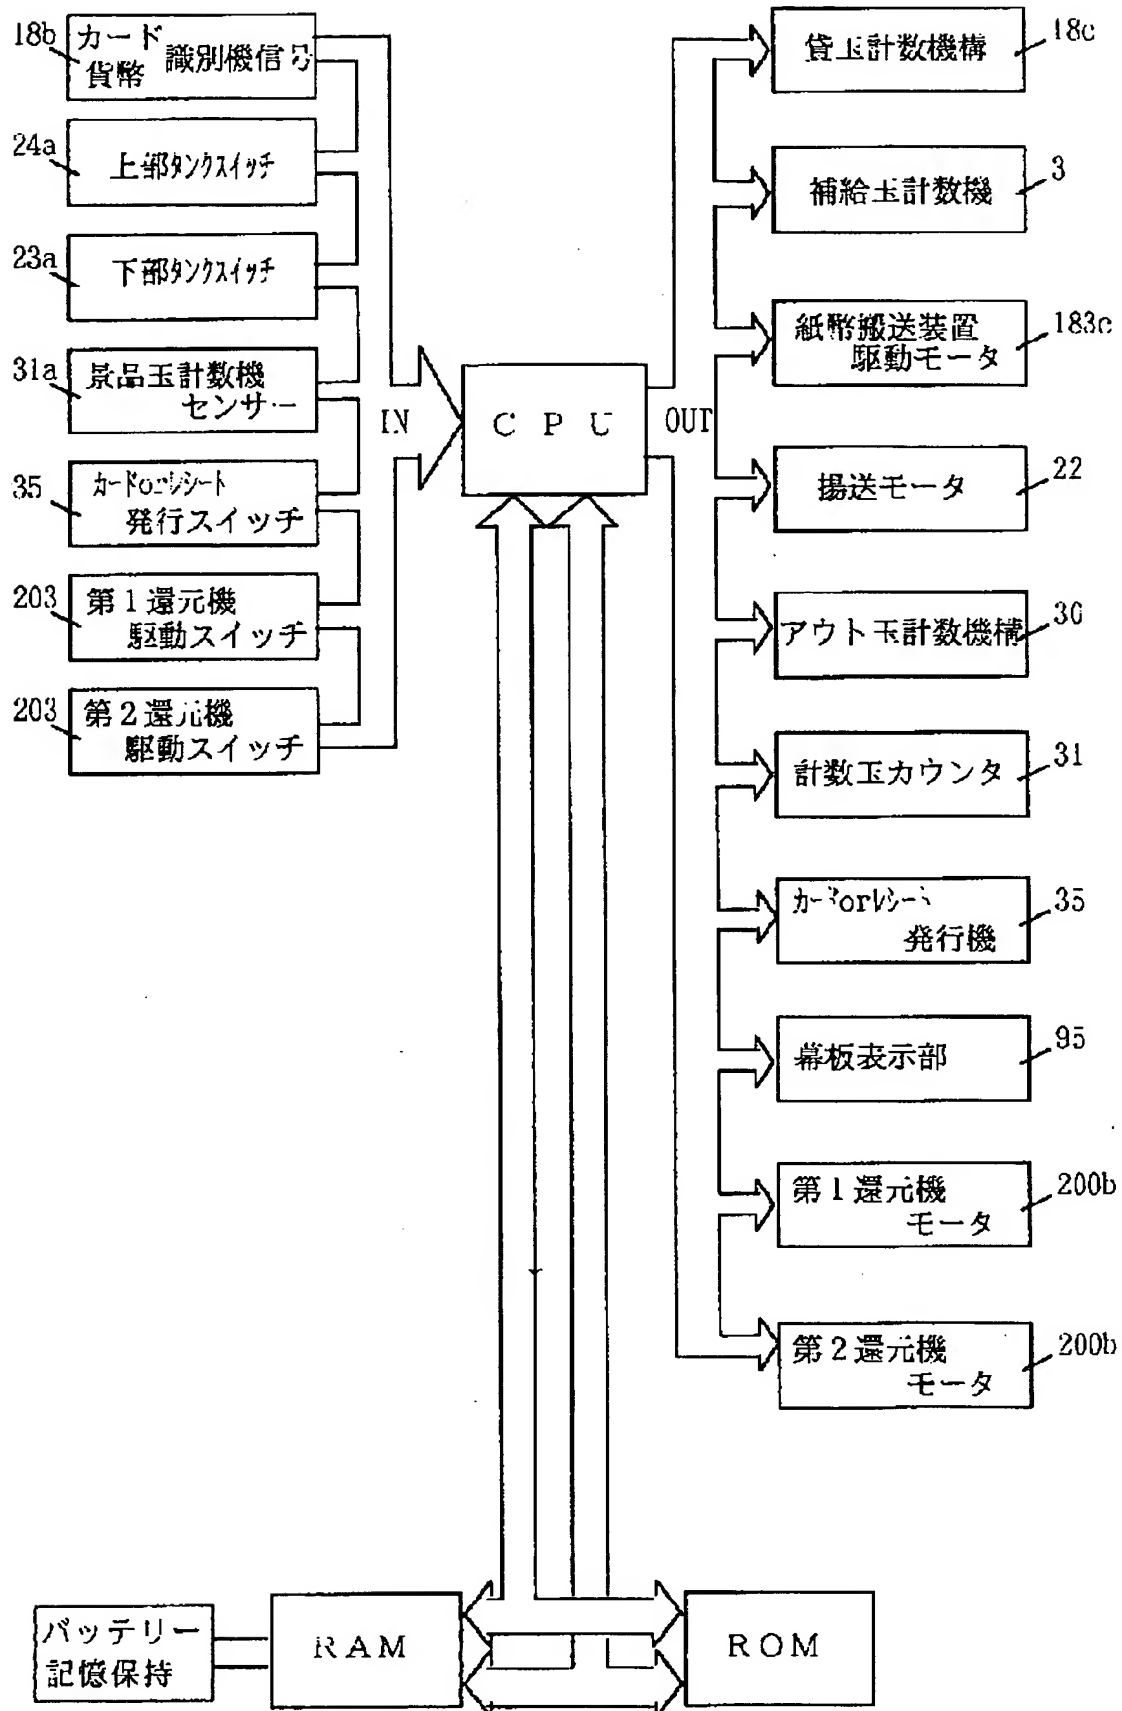 18b
カード
貨幣
識別機信号
24a
上部タンクスイッチ
23a
下部タンクスイッチ
31a
景品玉計数機
センサー
35
カードorレシート
発行スイッチ
203
第1還元機
駆動スイッチ
203
第2還元機
駆動スイッチ
IN
CPU
OUT
貸玉計数機構
18c
補給玉計数機
3
紙幣搬送装置
駆動モータ
183c
揚送モータ
22
アウト玉計数機構
30
計数玉カウンタ
31
カードorレシート
発行機
35
幕板表示部
95
第1還元機
モータ
200b
第2還元機
モータ
200b
バッテリー
記憶保持
RAM
ROM